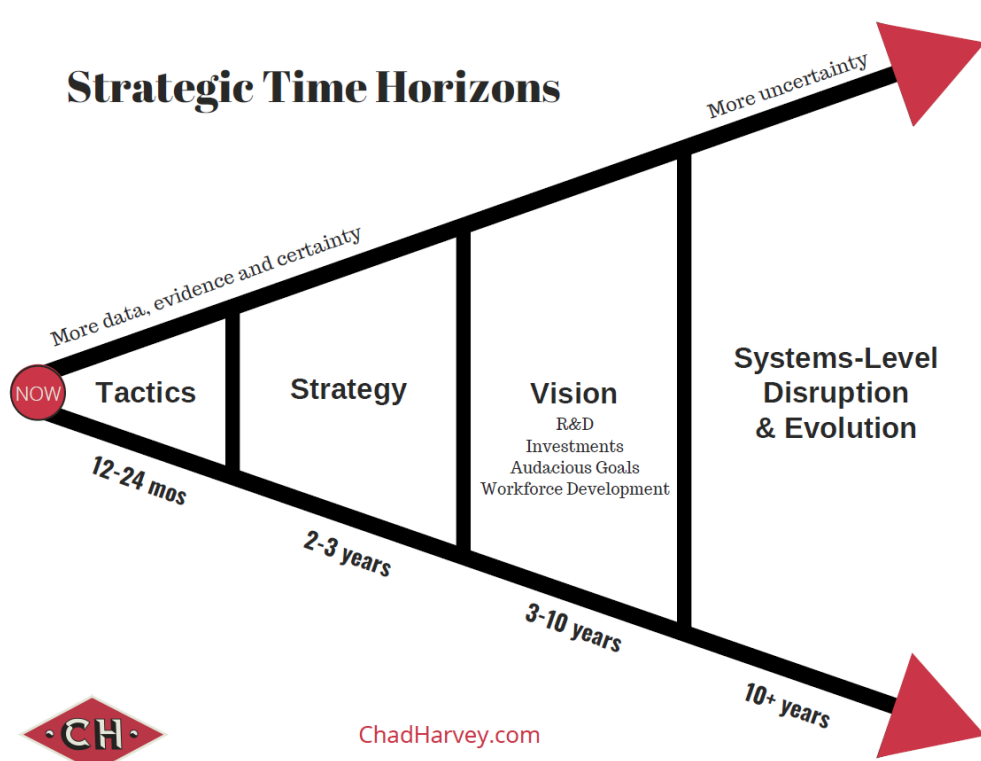 Strategic Time Horizons
More uncertainty
More data, evidence and certainty
NOW
Tactics
Strategy
Vision
R&D
Investments
Audacious Goals
Workforce Development
Systems-Level
Disruption
& Evolution
12-24 mos
2-3 years
3-10 years
10+ years
CH
ChadHarvey.com